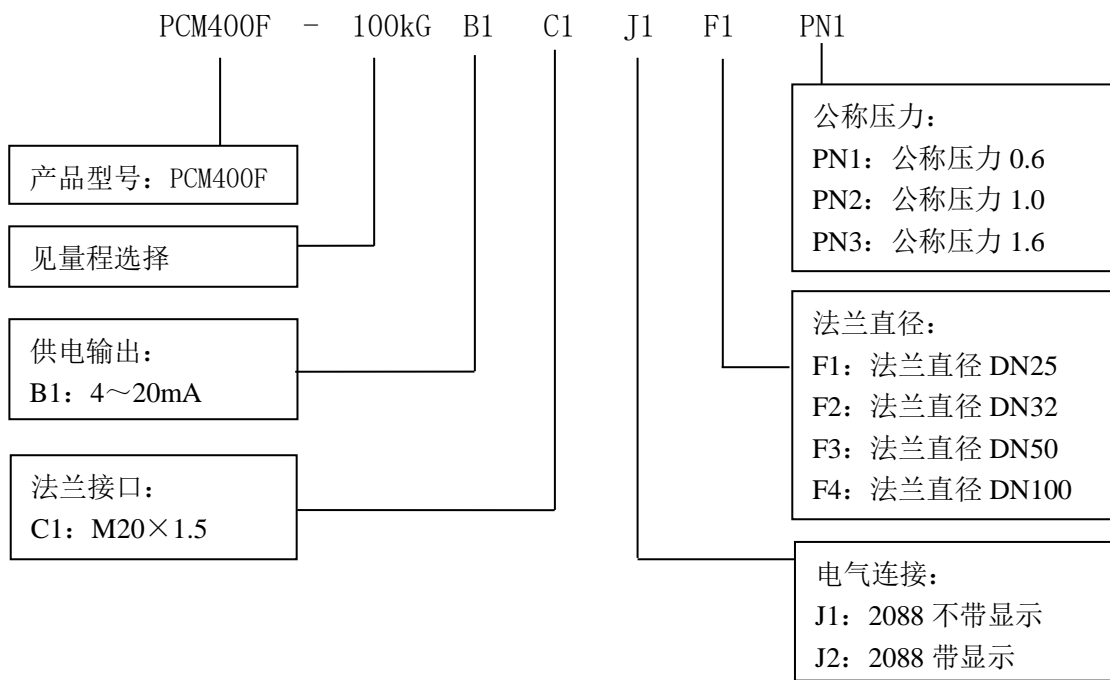 PCM400F - 100kG B1 C1 J1 F1 PN1
产品型号：PCM400F
见量程选择
供电输出：
B1：4～20mA
法兰接口：
C1：M20×1.5
公称压力：
PN1：公称压力 0.6
PN2：公称压力 1.0
PN3：公称压力 1.6
法兰直径：
F1：法兰直径 DN25
F2：法兰直径 DN32
F3：法兰直径 DN50
F4：法兰直径 DN100
电气连接：
J1：2088 不带显示
J2：2088 带显示